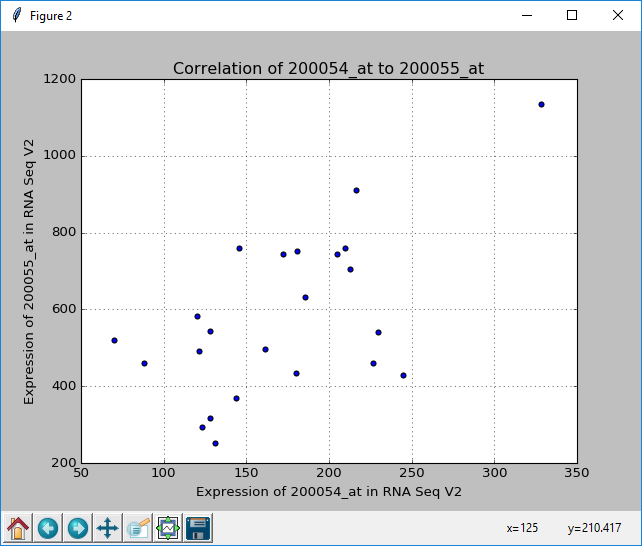 Figure 2
Correlation of 200054_at to 200055_at
1200
1000
800
600
400
200
Expression of 200055_at in RNA Seq V2
50 100 150 200 250 300 350
Expression of 200054_at in RNA Seq V2
x=125 y=210.417